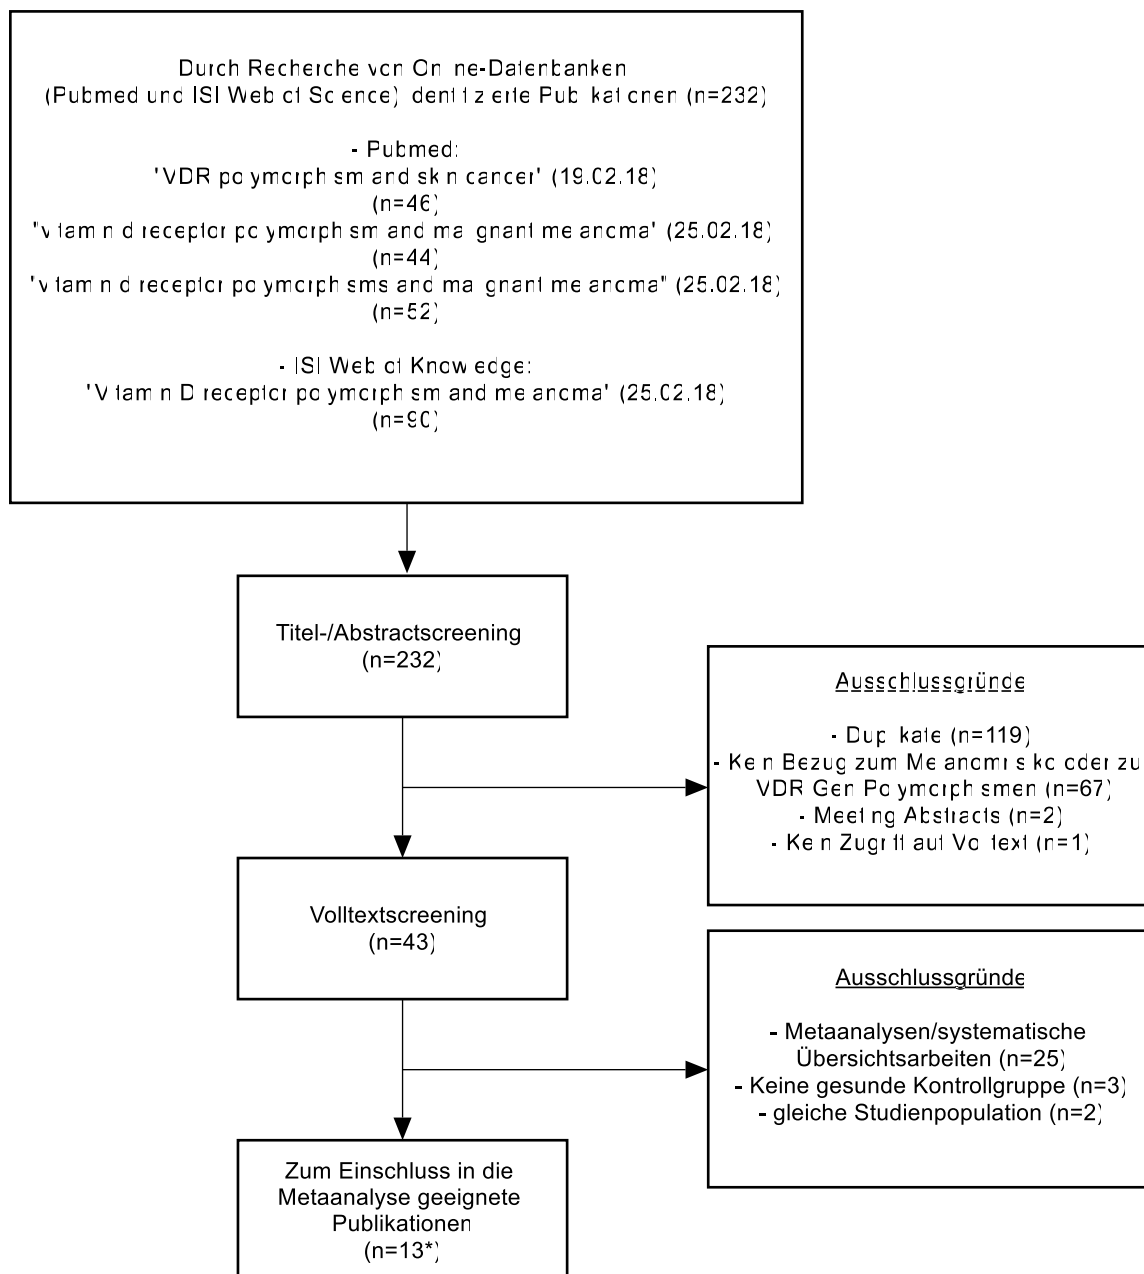 Durch Recherche von Online-Datenbanken
(Pubmed und ISI Web of Science) identifizierte Publikationen (n=232)
- Pubmed:
"VDR polymorphism and skin cancer" (19.02.18)
(n=46)
"vitamin d receptor polymorphism and malignant melanoma" (25.02.18)
(n=44)
"vitamin d receptor polymorphisms and malignant melanoma" (25.02.18)
(n=52)
- ISI Web of Knowledge:
"Vitamin D receptor polymorphism and melanoma" (25.02.18)
(n=90)
Titel-/Abstractscreening
(n=232)
Ausschlussgründe
- Duplikate (n=119)
- Kein Bezug zum Melanomrisiko oder zu
VDR Gen Polymorphismen (n=67)
- Meeting Abstracts (n=2)
- Kein Zugriff auf Volltext (n=1)
Volltextscreening
(n=43)
Ausschlussgründe
- Metaanalysen/systematische
Übersichtsarbeiten (n=25)
- Keine gesunde Kontrollgruppe (n=3)
- gleiche Studienpopulation (n=2)
Zum Einschluss in die
Metaanalyse geeignete
Publikationen
(n=13*)